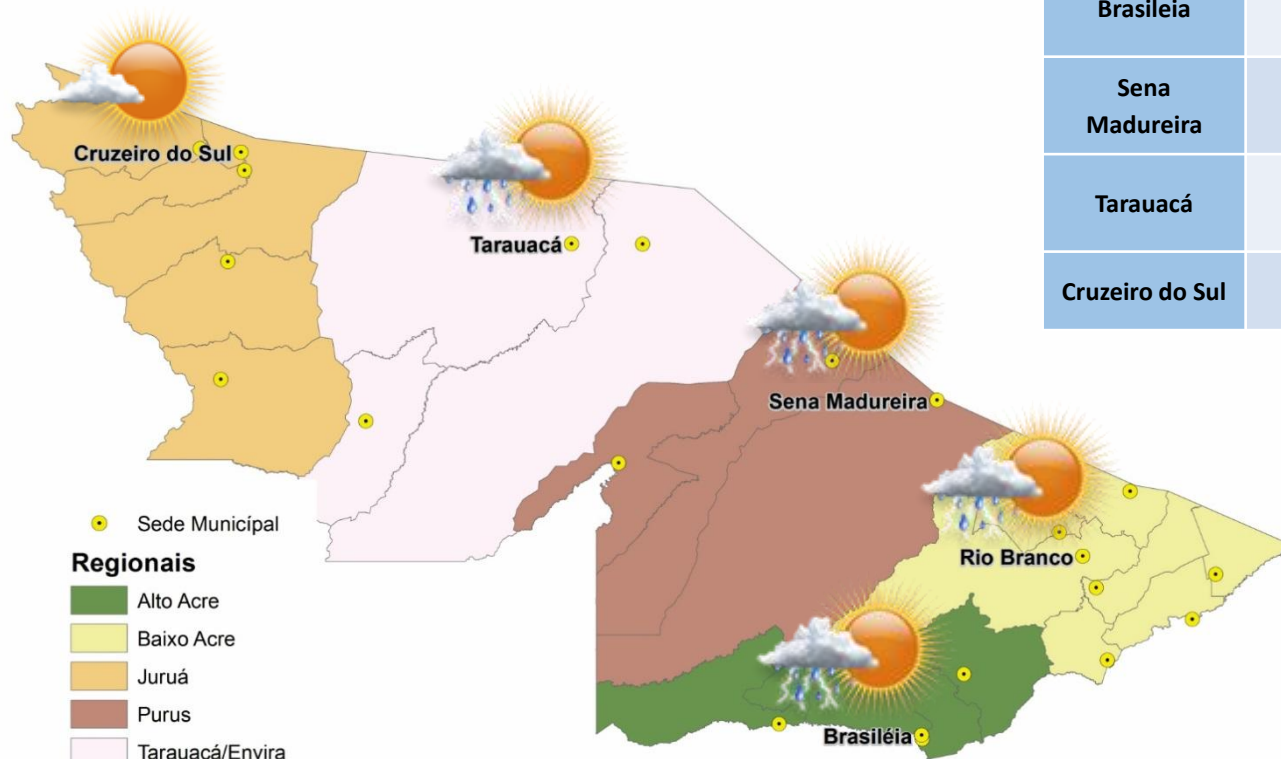 Brasileia
Sena
Madureira
Tarauacá
Cruzeiro do Sul
Cruzeiro do Sul
Tarauacá
Sena Madureira
Rio Branco
Brasiléia
Sede Municípal
Regionais
Alto Acre
Baixo Acre
Juruá
Purus
Tarauacá/Envira